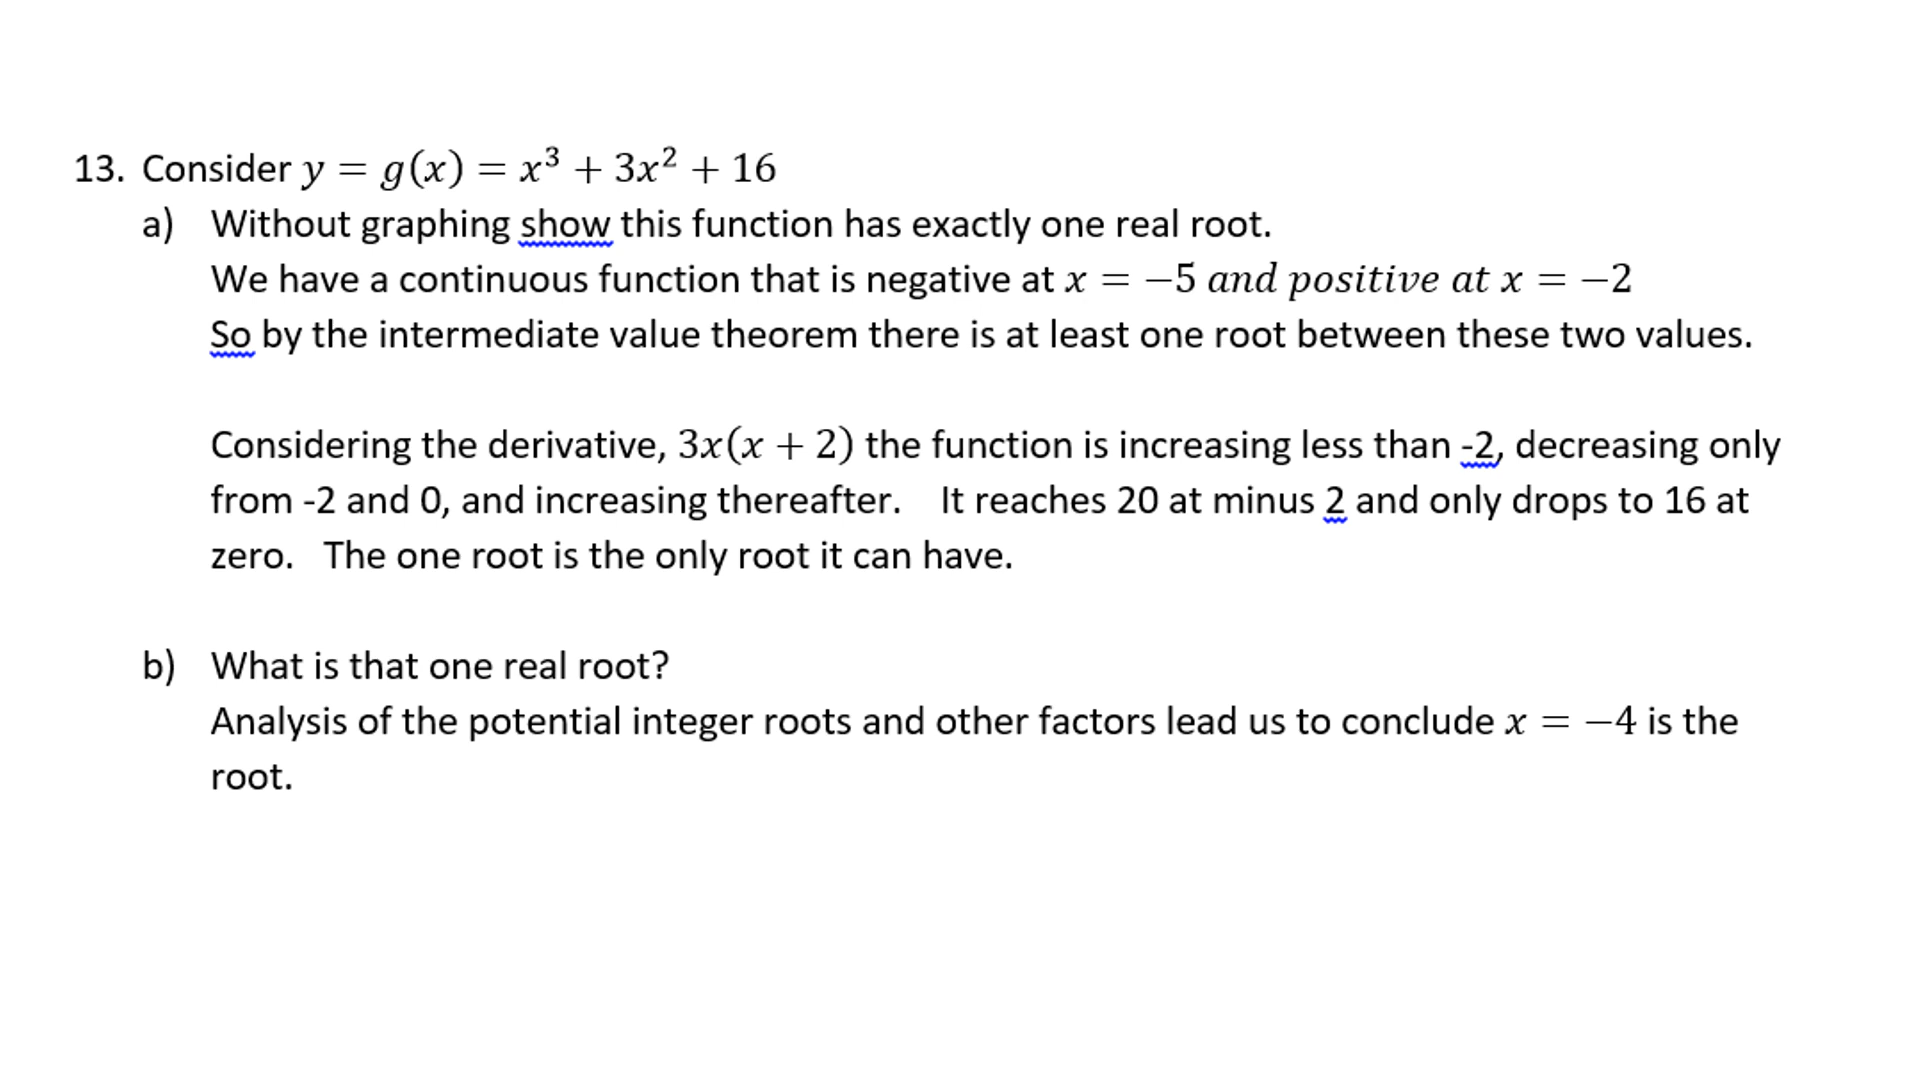 13. Consider y = g(x) = x³ + 3x² + 16
a) Without graphing show this function has exactly one real root.
We have a continuous function that is negative at x = −5 and positive at x = −2
So by the intermediate value theorem there is at least one root between these two values.
Considering the derivative, 3x(x + 2) the function is increasing less than -2, decreasing only
from -2 and 0, and increasing thereafter. It reaches 20 at minus 2 and only drops to 16 at
zero. The one root is the only root it can have.
b) What is that one real root?
Analysis of the potential integer roots and other factors lead us to conclude x = −4 is the
root.